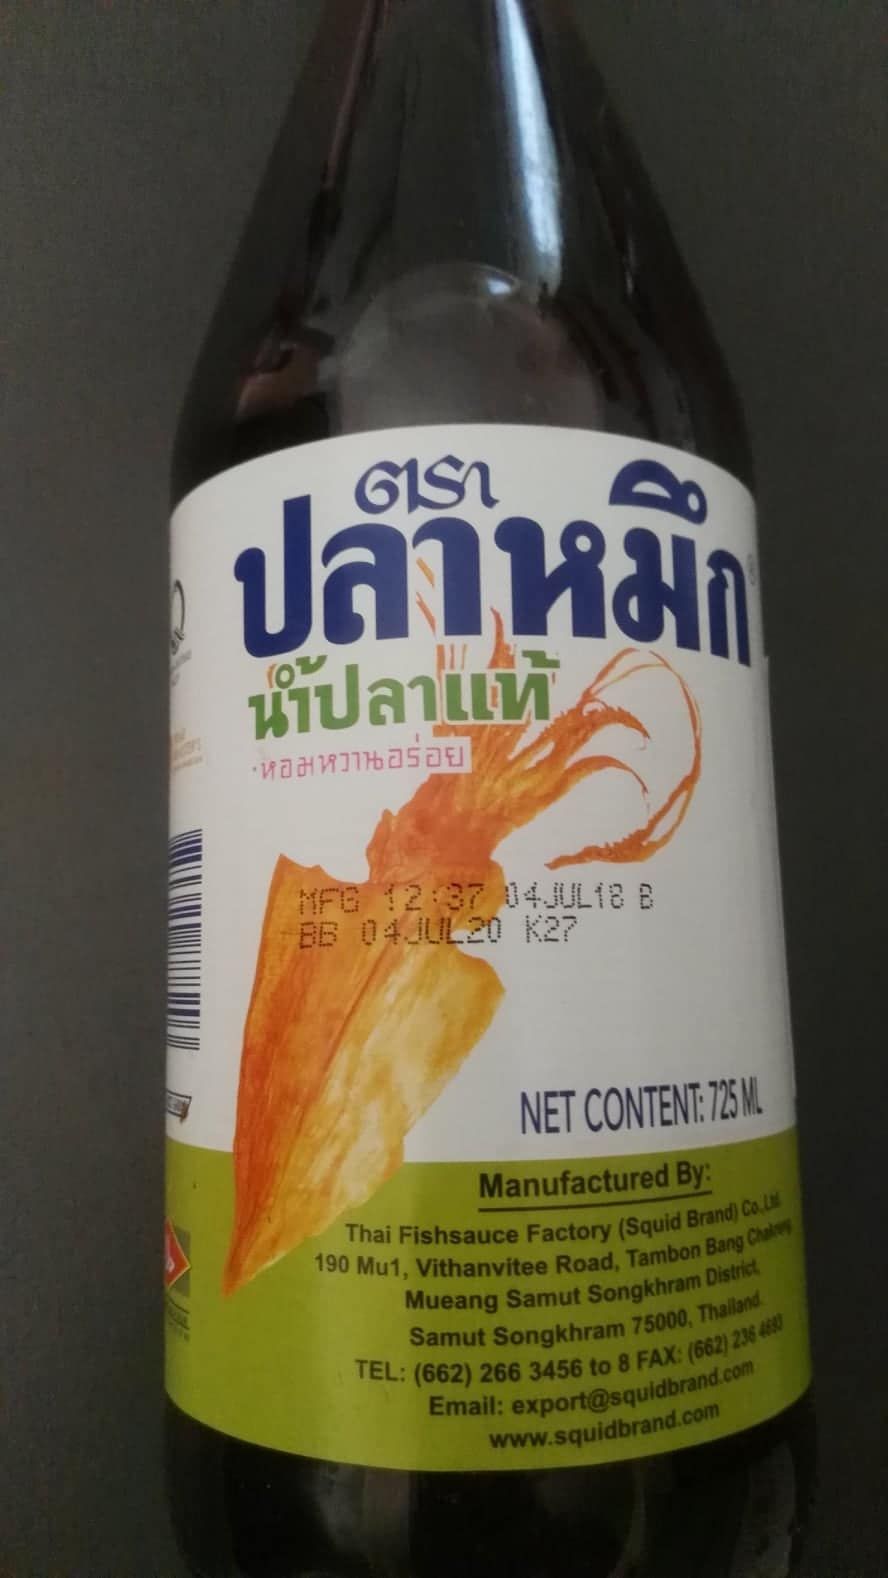 ตรา
ปลาหมึก®
น้ำปลาแท้
·หอมหวานอร่อย
MFG 12:37 04JUL18 B
BB 04JUL20 K27
NET CONTENT: 725 ML
Manufactured By:
Thai Fishsauce Factory (Squid Brand) Co.,Ltd.
190 Mu1, Vithanvitee Road, Tambon Bang Chakreng,
Mueang Samut Songkhram District,
Samut Songkhram 75000, Thailand.
TEL: (662) 266 3456 to 8 FAX: (662) 236 4693
Email: export@squidbrand.com
www.squidbrand.com